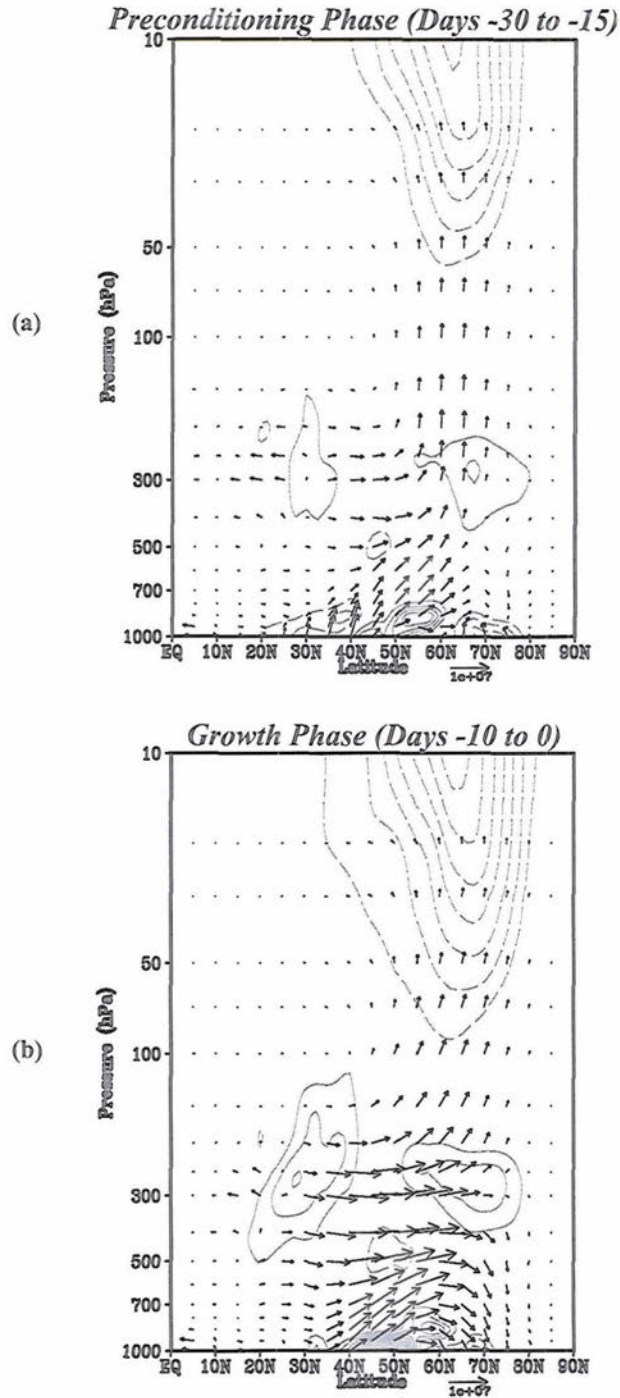 Preconditioning Phase (Days -30 to -15)
10
50
100
300
500
700
1000
Pressure (hPa)
(a)
EQ 10N 20N 30N 40N 50N 60N 70N 80N 90N
Latitude
1e+07
Growth Phase (Days -10 to 0)
10
50
100
300
500
700
1000
Pressure (hPa)
(b)
EQ 10N 20N 30N 40N 50N 60N 70N 80N 90N
Latitude
1e+07